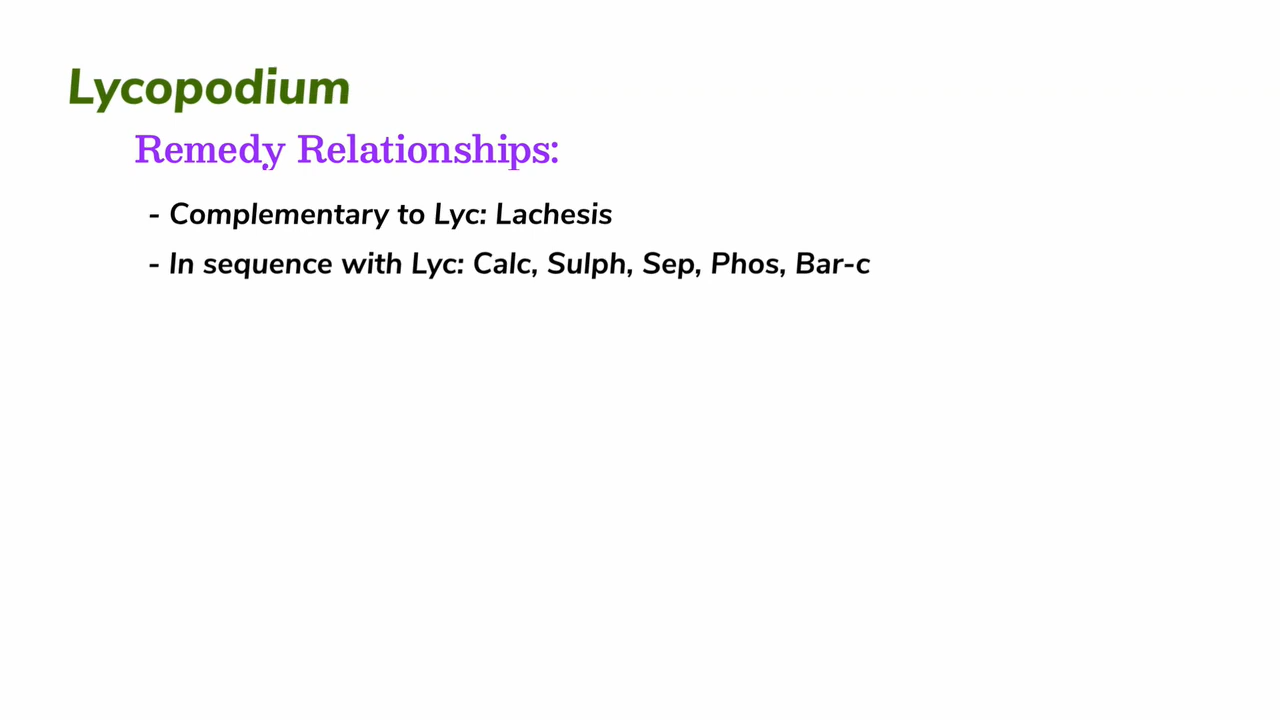 Lycopodium
Remedy Relationships:
- Complementary to Lyc: Lachesis
- In sequence with Lyc: Calc, Sulph, Sep, Phos, Bar-c